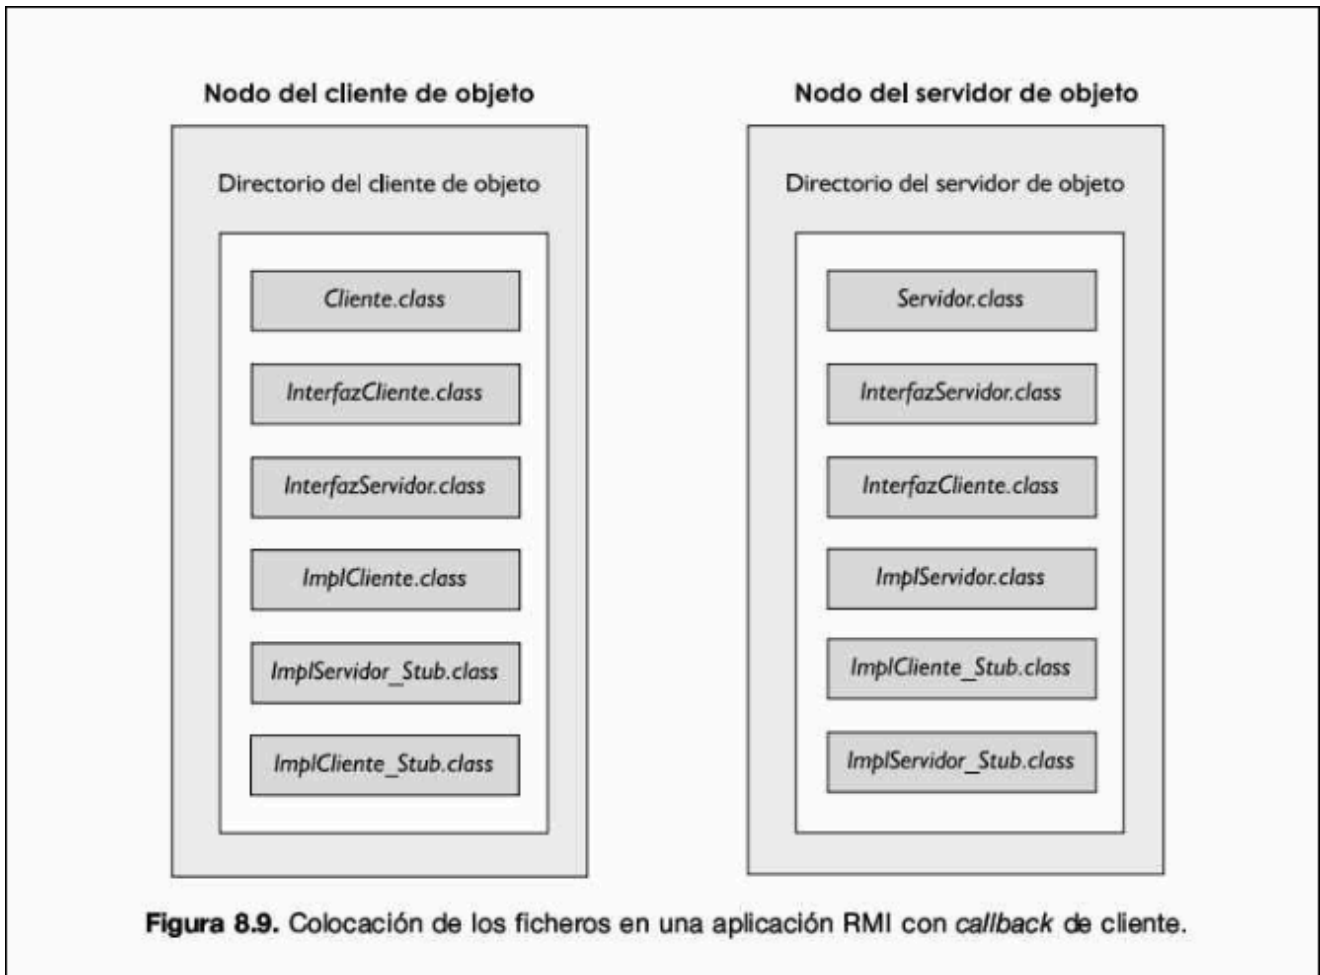 Nodo del cliente de objeto
Directorio del cliente de objeto
Cliente.class
InterfazCliente.class
InterfazServidor.class
ImplCliente.class
ImplServidor_Stub.class
ImplCliente_Stub.class
Nodo del servidor de objeto
Directorio del servidor de objeto
Servidor.class
InterfazServidor.class
InterfazCliente.class
ImplServidor.class
ImplCliente_Stub.class
ImplServidor_Stub.class
Figura 8.9. Colocación de los ficheros en una aplicación RMI con callback de cliente.